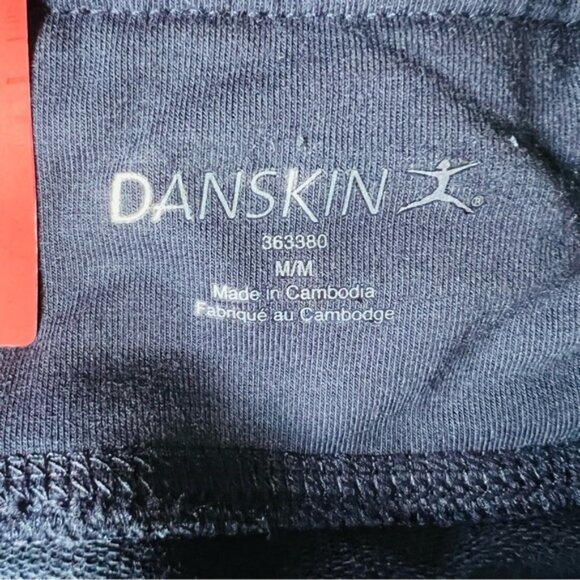 DANSKIN®
363380
M/M
Made in Cambodia
Fabriqué au Cambodge